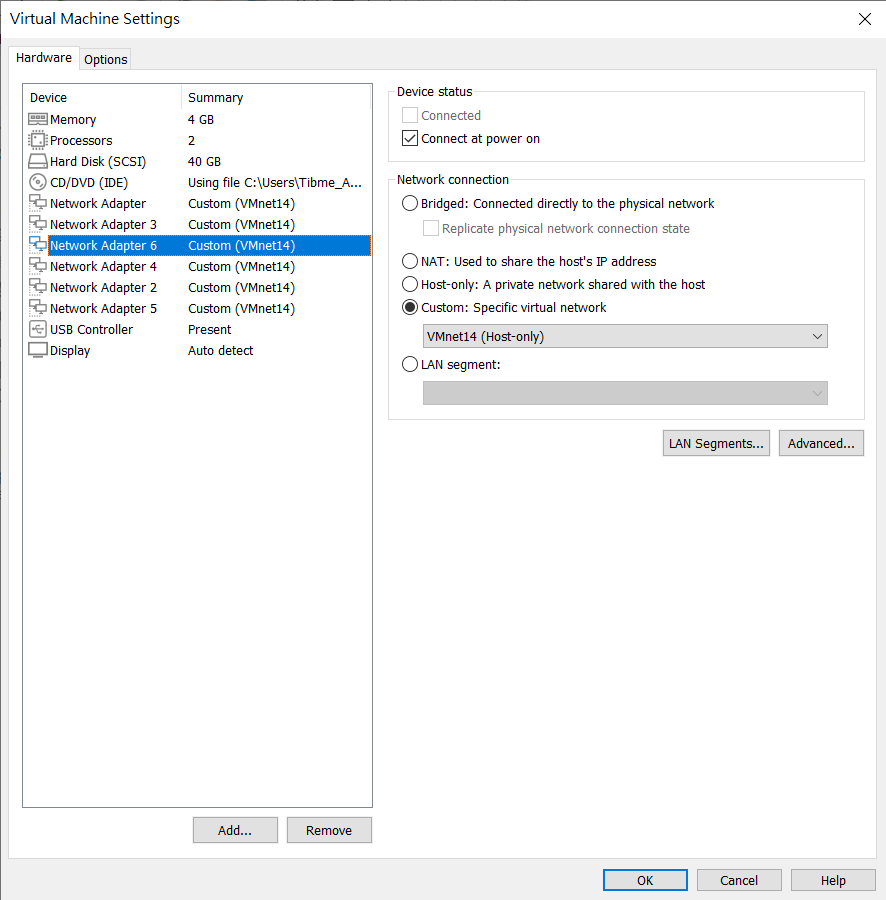 Virtual Machine Settings
Hardware Options
Device Summary
Memory 4 GB
Processors 2
Hard Disk (SCSI) 40 GB
CD/DVD (IDE) Using file C:\Users\Tibme_A...
Network Adapter Custom (VMnet14)
Network Adapter 3 Custom (VMnet14)
Network Adapter 6 Custom (VMnet14)
Network Adapter 4 Custom (VMnet14)
Network Adapter 2 Custom (VMnet14)
Network Adapter 5 Custom (VMnet14)
USB Controller Present
Display Auto detect
Add... Remove
Device status
Connected
Connect at power on
Network connection
Bridged: Connected directly to the physical network
Replicate physical network connection state
NAT: Used to share the host's IP address
Host-only: A private network shared with the host
Custom: Specific virtual network
VMnet14 (Host-only)
LAN segment:
LAN Segments... Advanced...
OK Cancel Help